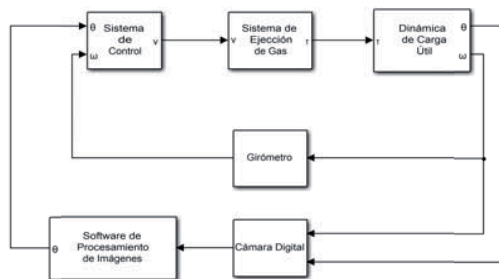 θ
Sistema
de
Control
ω
v
v
Sistema de
Ejección
de Gas
τ
τ
Dinámica
de Carga
Útil
θ
ω
Girómetro
θ
Software de
Procesamiento
de Imágenes
Cámara Digital